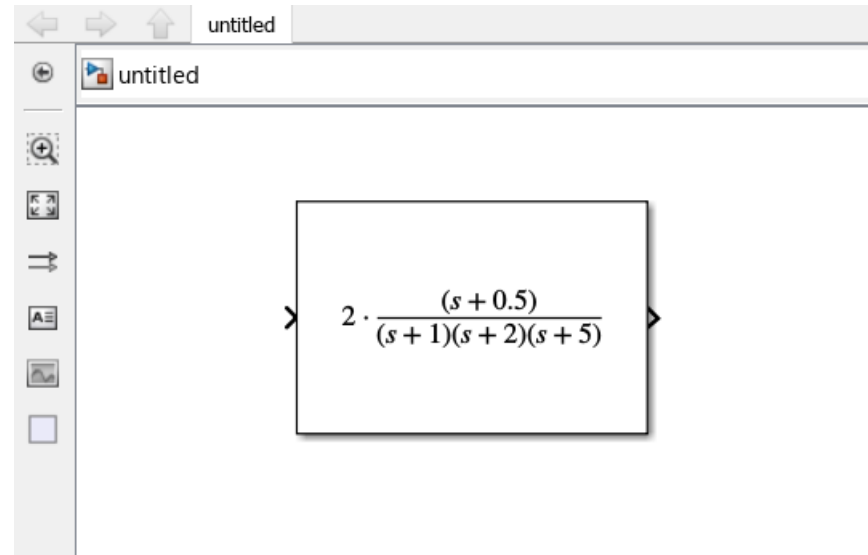 untitled
untitled
2 · (s + 0.5)
(s + 1)(s + 2)(s + 5)
A